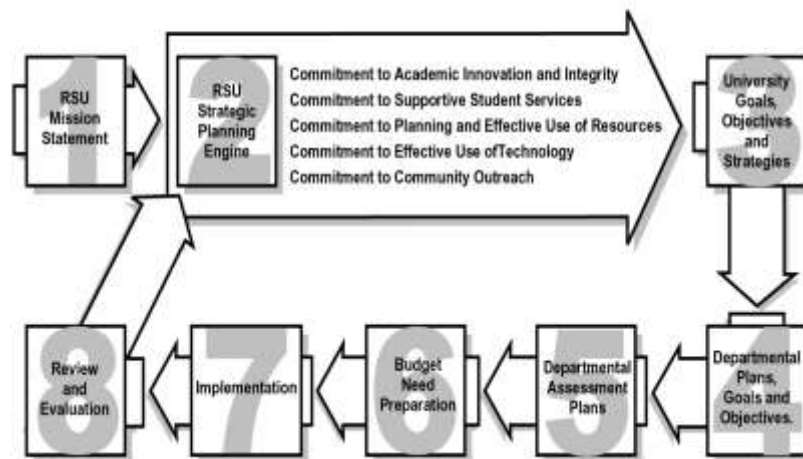 1
RSU
Mission
Statement
2
RSU
Strategic
Planning
Engine
Commitment to Academic Innovation and Integrity
Commitment to Supportive Student Services
Commitment to Planning and Effective Use of Resources
Commitment to Effective Use ofTechnology
Commitment to Community Outreach
3
University
Goals,
Objectives
and
Strategies
4
Departmental
Plans,
Goals and
Objectives.
5
Departmental
Assessment
Plans
6
Budget
Need
Preparation
7
Implementation
8
Review
and
Evaluation